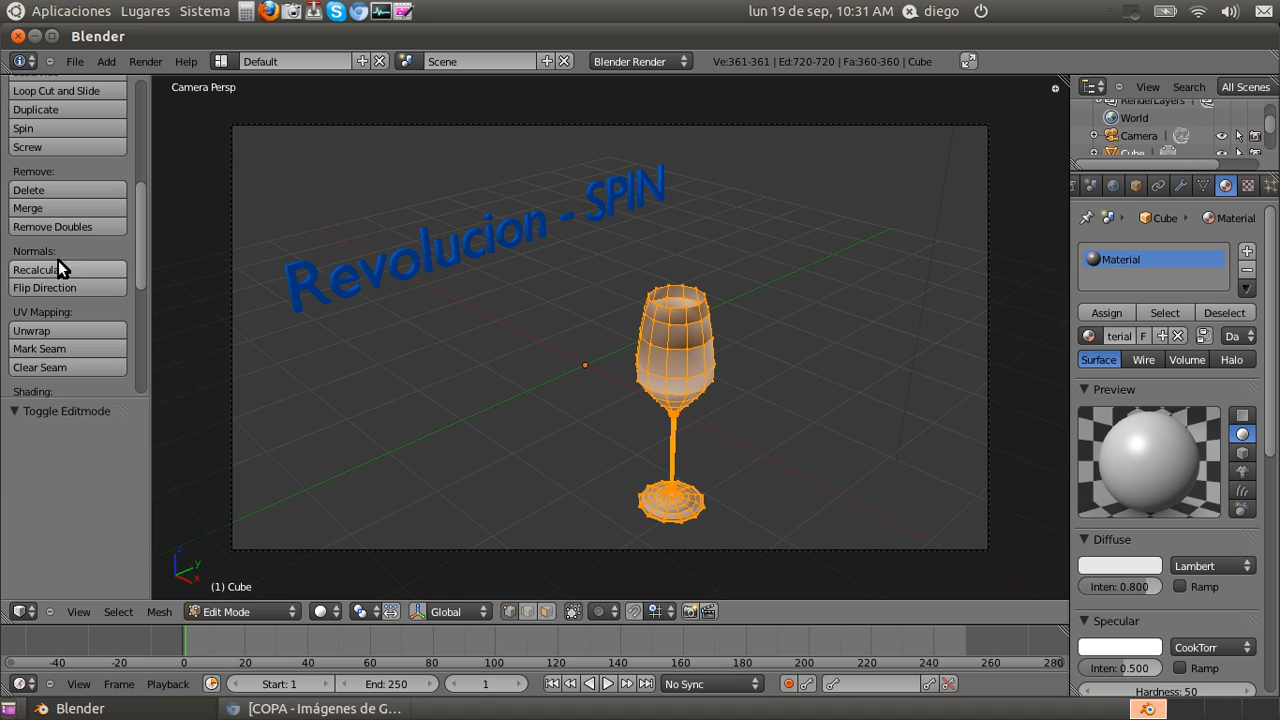 Aplicaciones Lugares Sistema lun 19 de sep, 10:31 AM diego
Blender
File Add Render Help Default Scene Blender Render Ve:361-361 | Ed:720-720 | Fa:360-360 | Cube
Loop Cut and Slide
Duplicate
Spin
Screw
Remove:
Delete
Merge
Remove Doubles
Normals:
Flip Direction
UV Mapping:
Unwrap
Mark Seam
Clear Seam
Shading:
Toggle Editmode
Camera Persp
Revolucion - SPIN
z
y
x
(1) Cube
View Search All Scenes
RenderLayers
World
Camera
Cube
Cube Material
Material
Assign Select Deselect
terial F Da
Surface Wire Volume Halo
Preview
Diffuse
Lambert
Inten: 0.800 Ramp
Specular
CookTorr
Inten: 0.500 Ramp
Hardness: 50
View Select Mesh Edit Mode Global
-40 -20 0 20 40 60 80 100 120 140 160 180 200 220 240 260 280
View Frame Playback Start: 1 End: 250 1 No Sync
Blender [COPA - Imágenes de G...